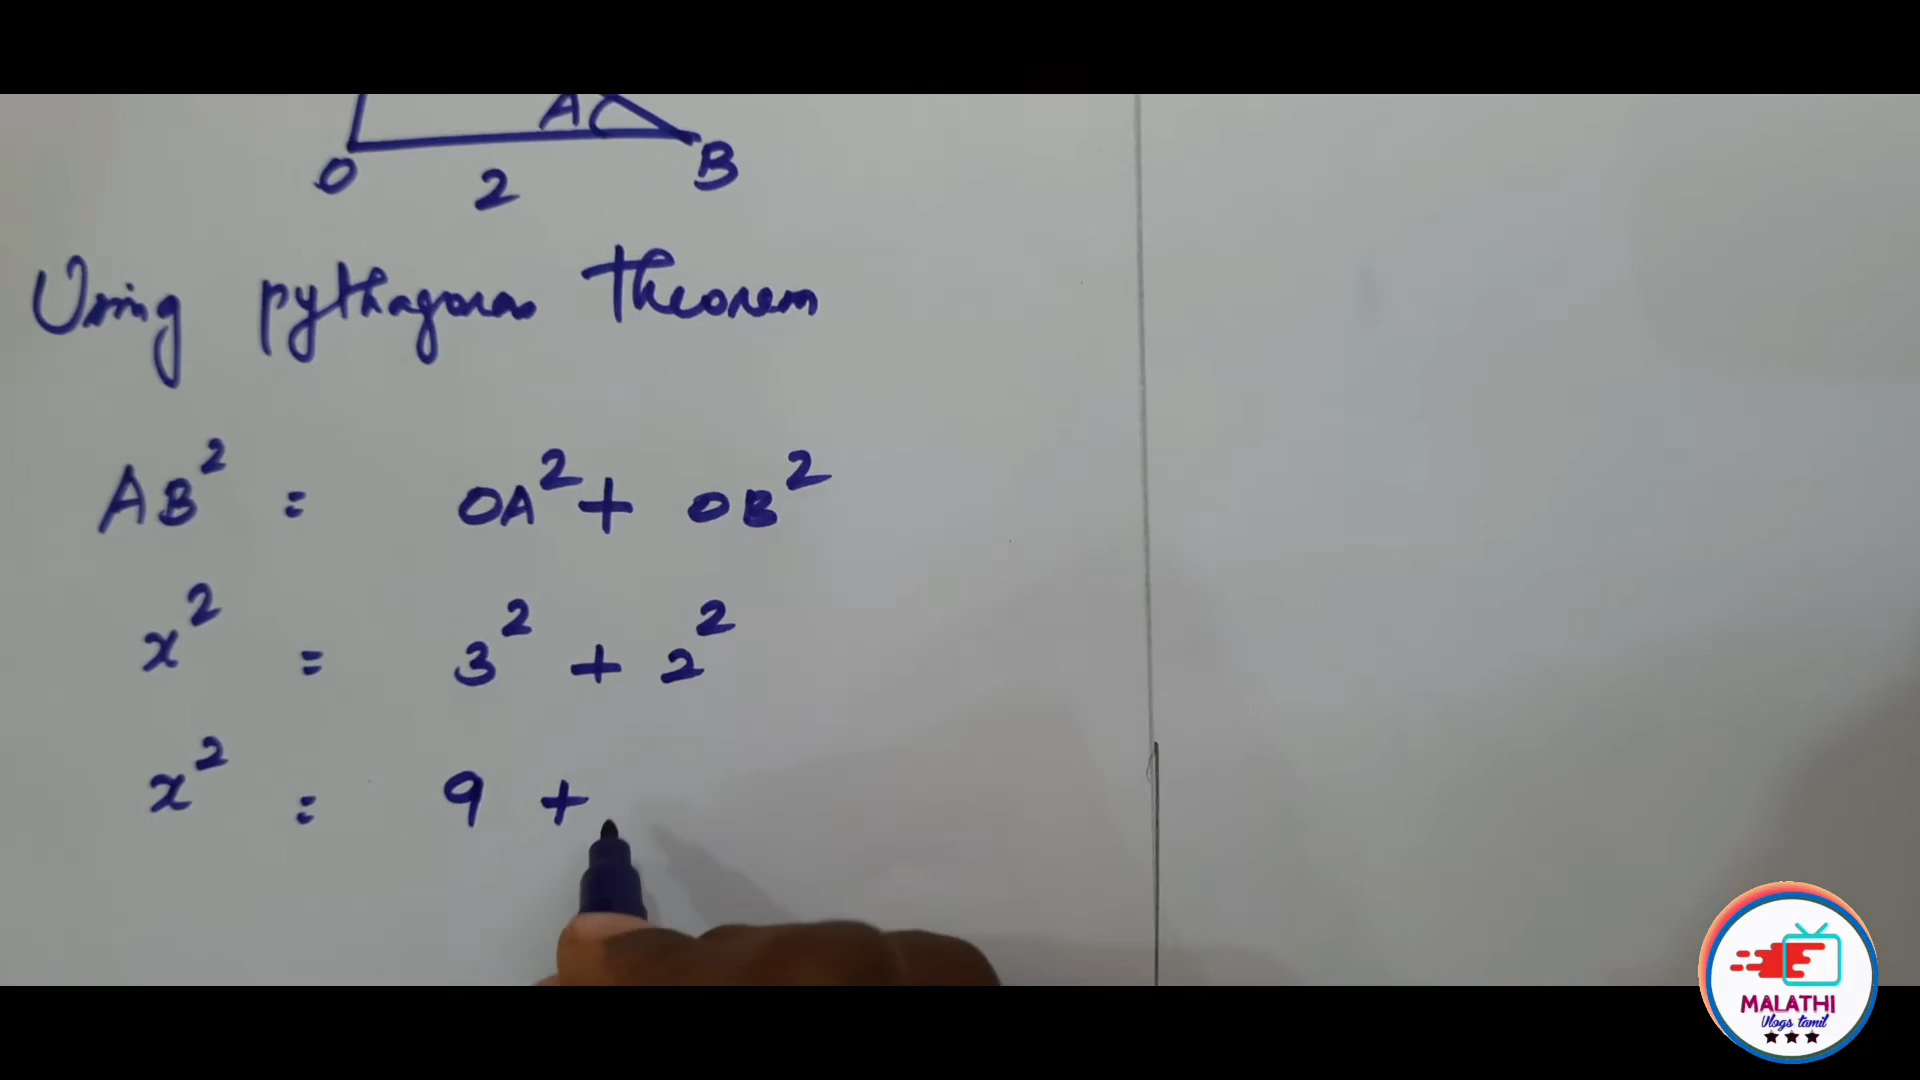 A
O
2
B
Using pythagoras theorem
AB² = OA² + OB²
x² = 3² + 2²
x² = 9 +
MALATHI
Vlogs tamil